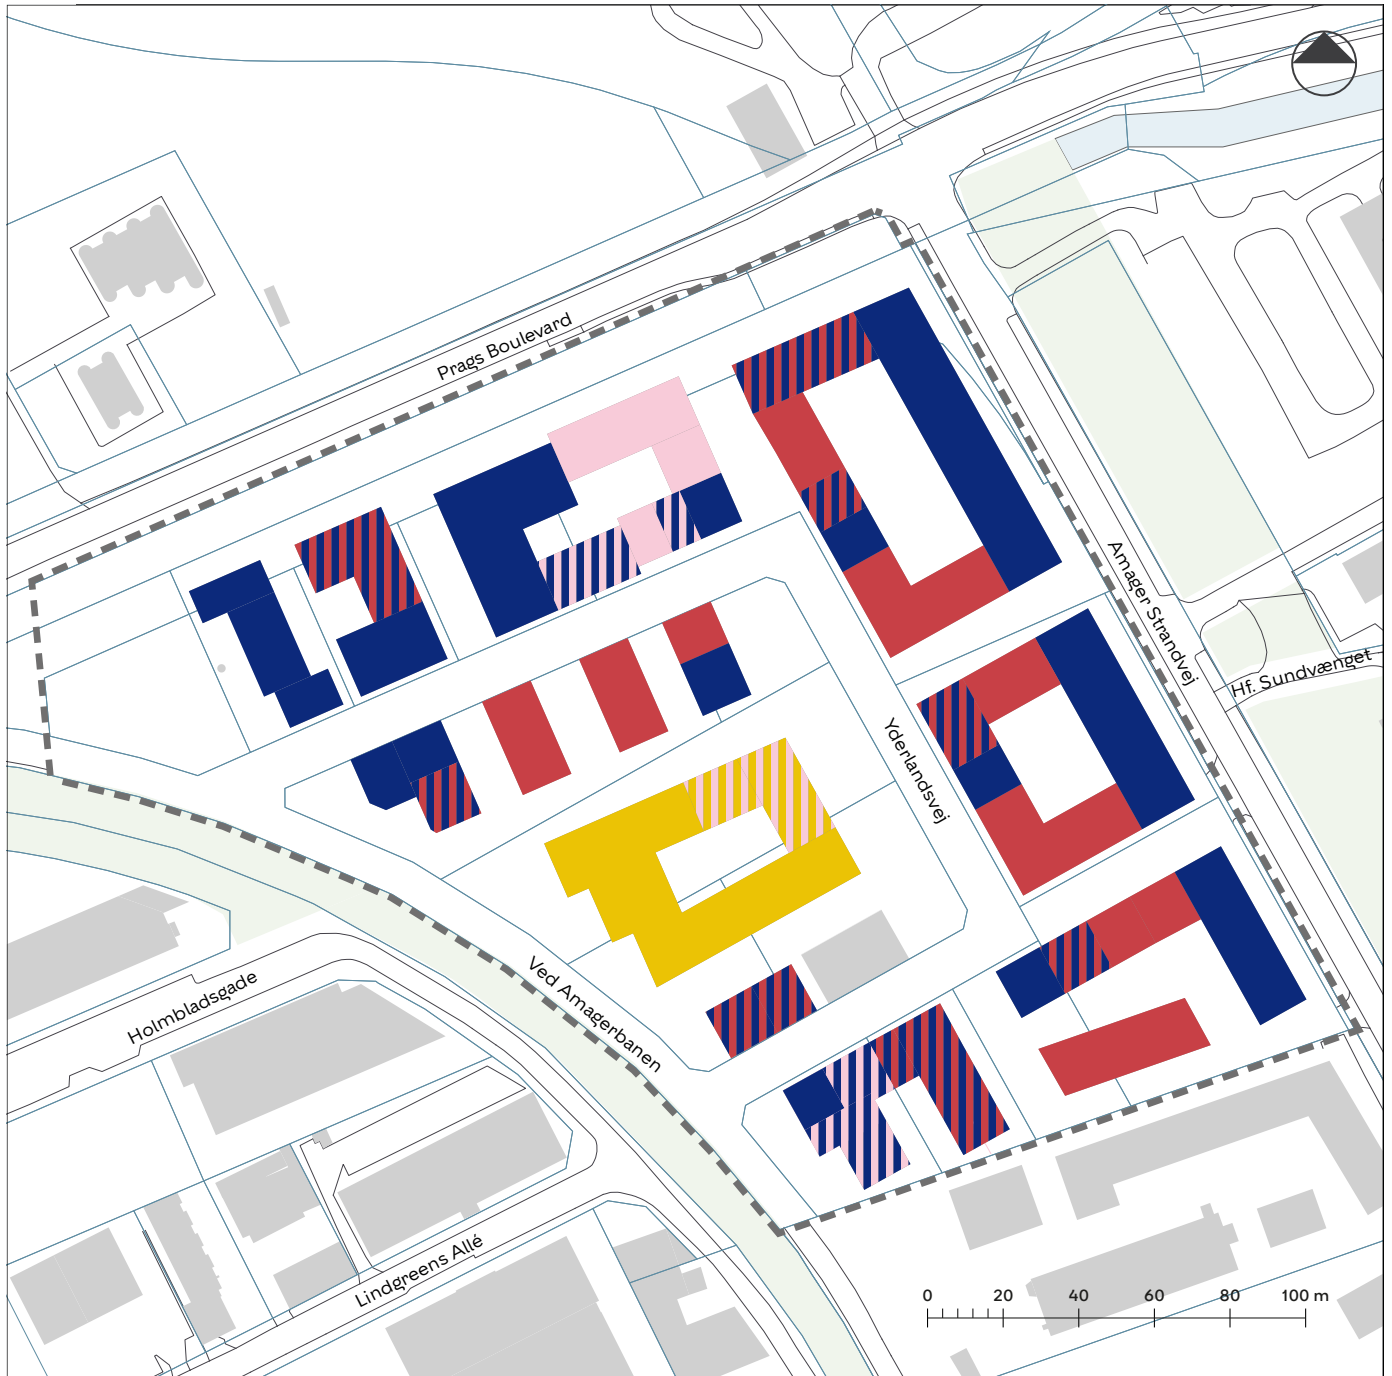 Prags Boulevard
Amager Strandvej
Hf. Sundvænget
Yderlandsvej
Ved Amagerbanen
Holmbladsgade
Lindgreens Allé
0 20 40 60 80 100 m